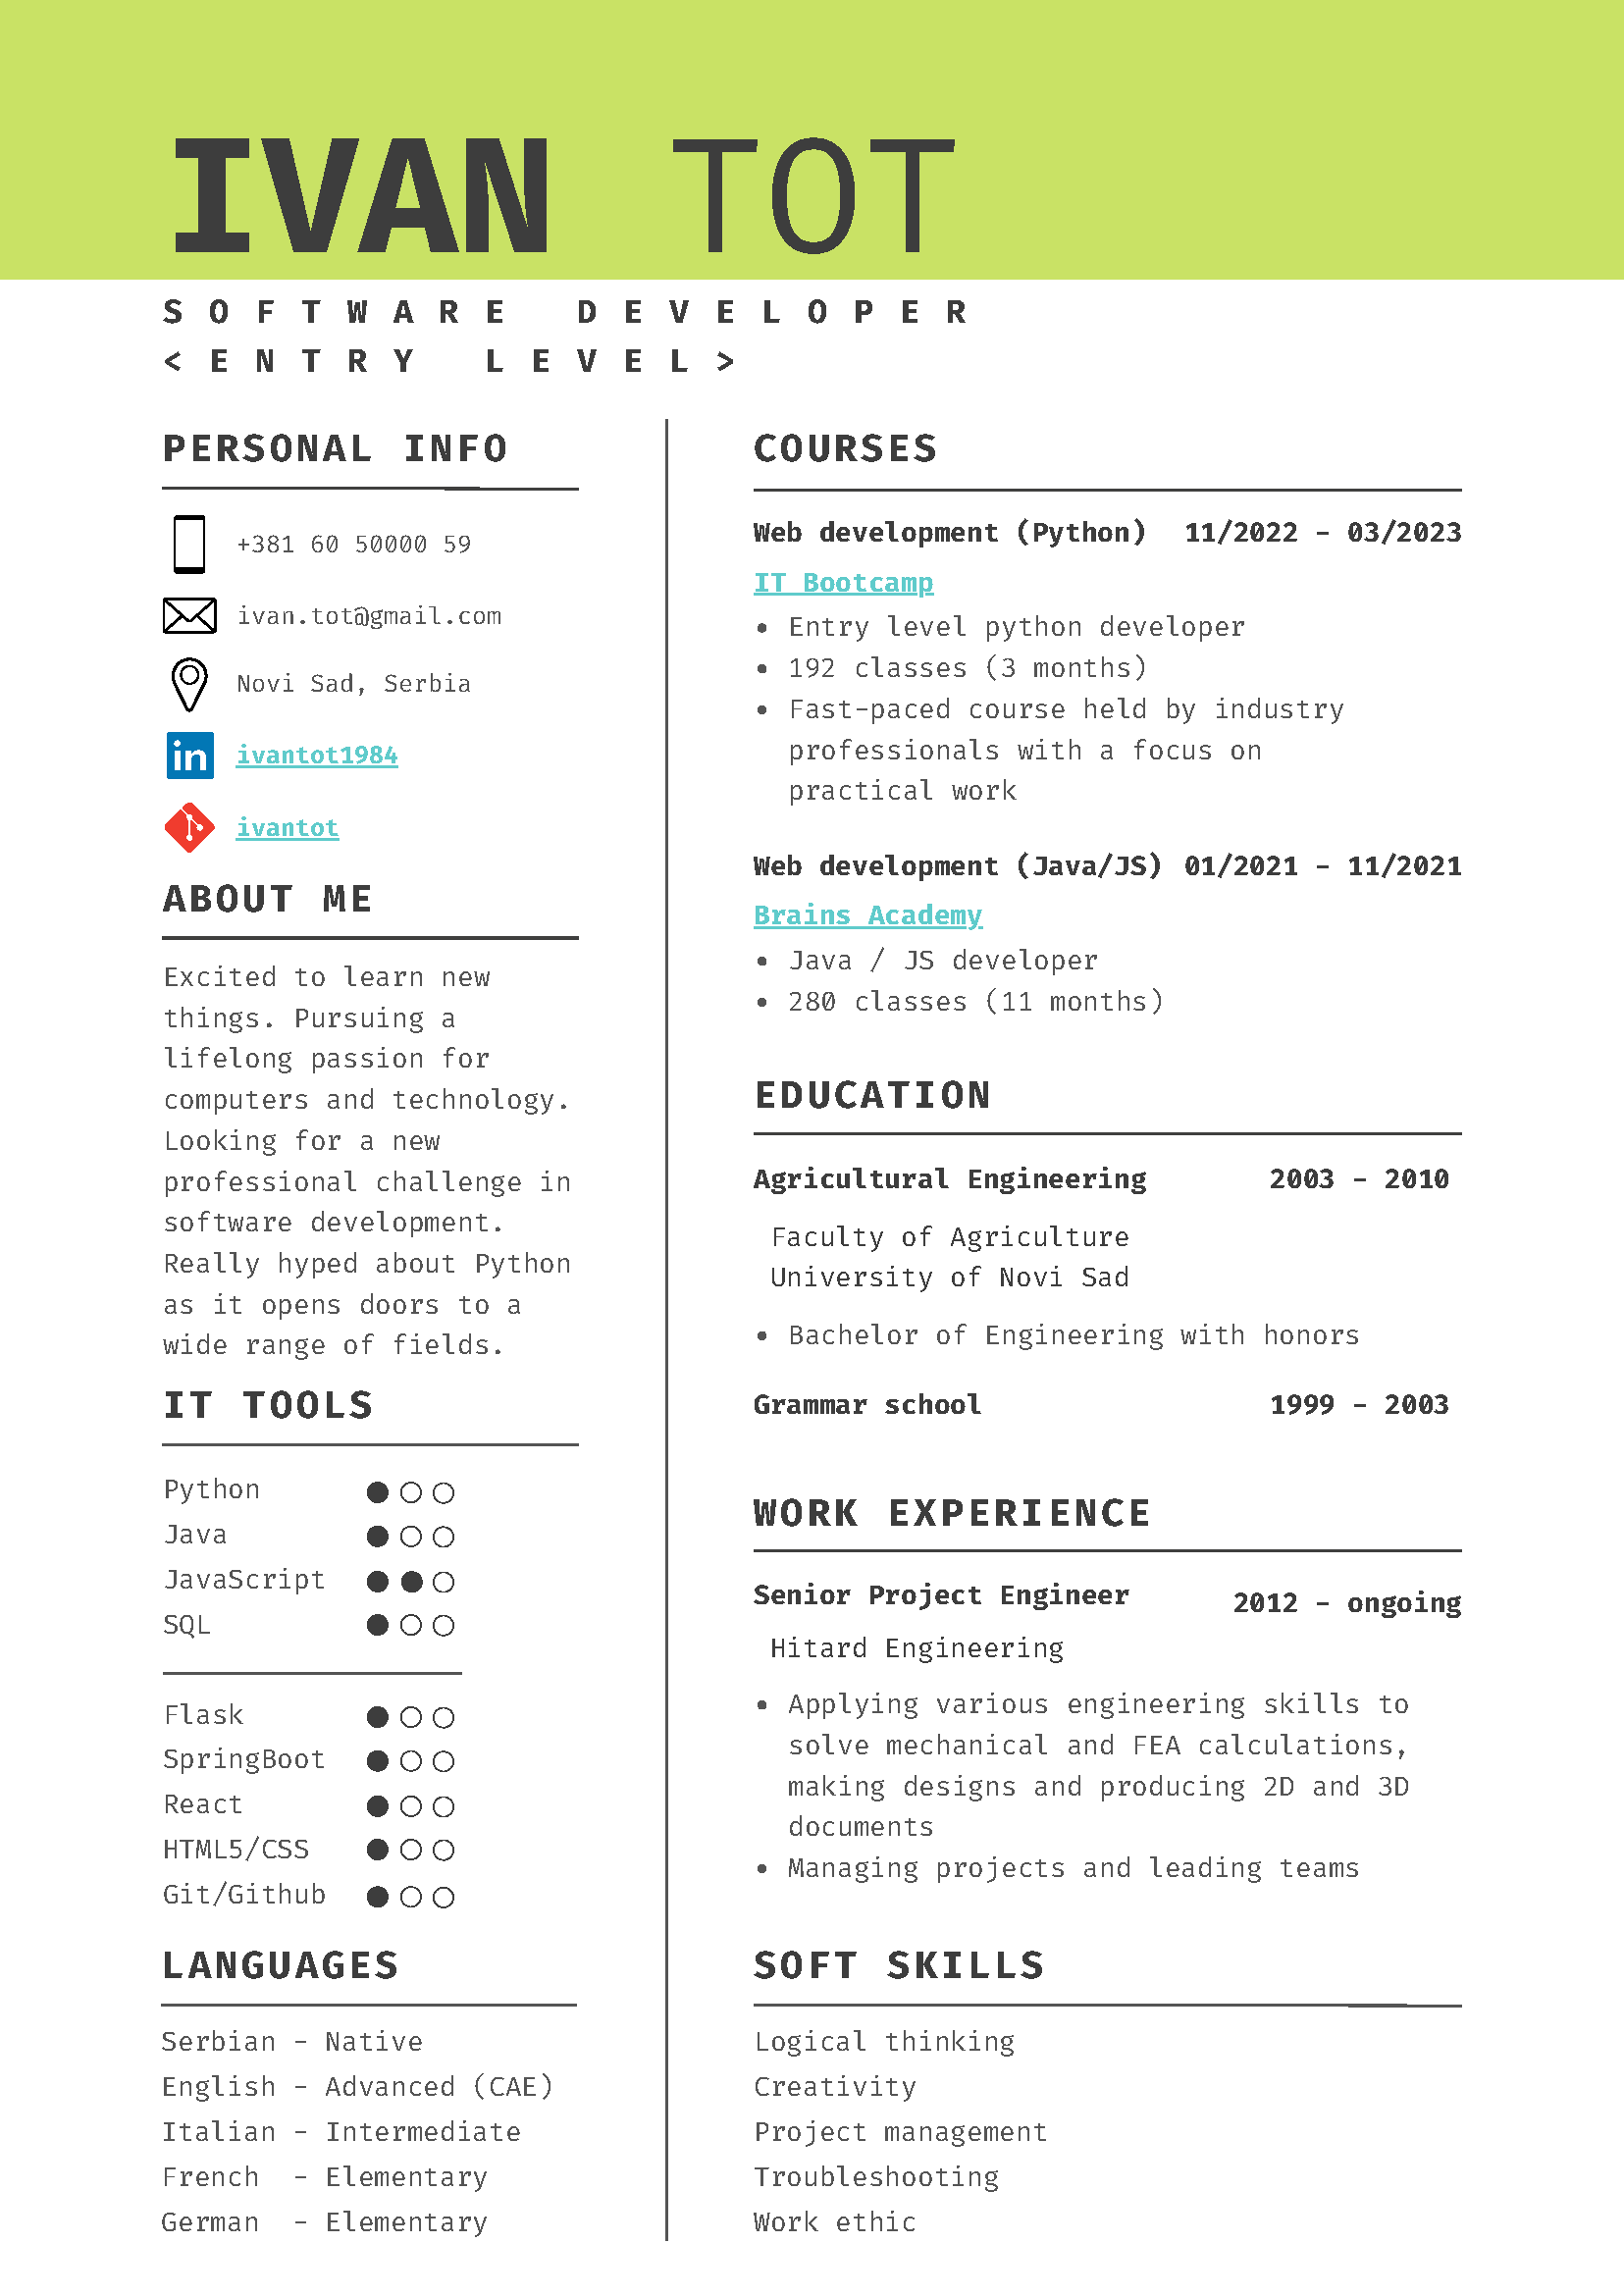 IVAN TOT
SOFTWARE DEVELOPER
<ENTRY LEVEL>
PERSONAL INFO
+381 60 50000 59
ivan.tot@gmail.com
Novi Sad, Serbia
in
ivantot1984
ivantot
ABOUT ME
Excited to learn new
things. Pursuing a
lifelong passion for
computers and technology.
Looking for a new
professional challenge in
software development.
Really hyped about Python
as it opens doors to a
wide range of fields.
IT TOOLS
Python
Java
JavaScript
SQL
Flask
SpringBoot
React
HTML5/CSS
Git/Github
LANGUAGES
Serbian - Native
English - Advanced (CAE)
Italian - Intermediate
French - Elementary
German - Elementary
COURSES
Web development (Python) 11/2022 - 03/2023
IT Bootcamp
• Entry level python developer
• 192 classes (3 months)
• Fast-paced course held by industry
professionals with a focus on
practical work
Web development (Java/JS) 01/2021 - 11/2021
Brains Academy
• Java / JS developer
• 280 classes (11 months)
EDUCATION
Agricultural Engineering 2003 - 2010
Faculty of Agriculture
University of Novi Sad
• Bachelor of Engineering with honors
Grammar school 1999 - 2003
WORK EXPERIENCE
Senior Project Engineer 2012 - ongoing
Hitard Engineering
• Applying various engineering skills to
solve mechanical and FEA calculations,
making designs and producing 2D and 3D
documents
• Managing projects and leading teams
SOFT SKILLS
Logical thinking
Creativity
Project management
Troubleshooting
Work ethic